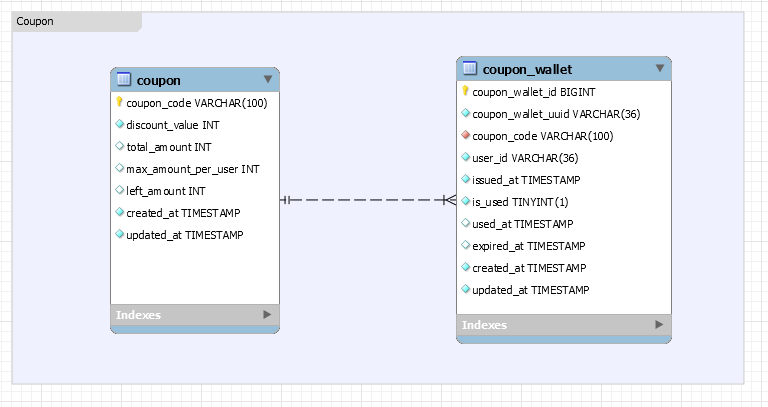 Coupon
coupon
coupon_code VARCHAR(100)
discount_value INT
total_amount INT
max_amount_per_user INT
left_amount INT
created_at TIMESTAMP
updated_at TIMESTAMP
Indexes
coupon_wallet
coupon_wallet_id BIGINT
coupon_wallet_uuid VARCHAR(36)
coupon_code VARCHAR(100)
user_id VARCHAR(36)
issued_at TIMESTAMP
is_used TINYINT(1)
used_at TIMESTAMP
expired_at TIMESTAMP
created_at TIMESTAMP
updated_at TIMESTAMP
Indexes